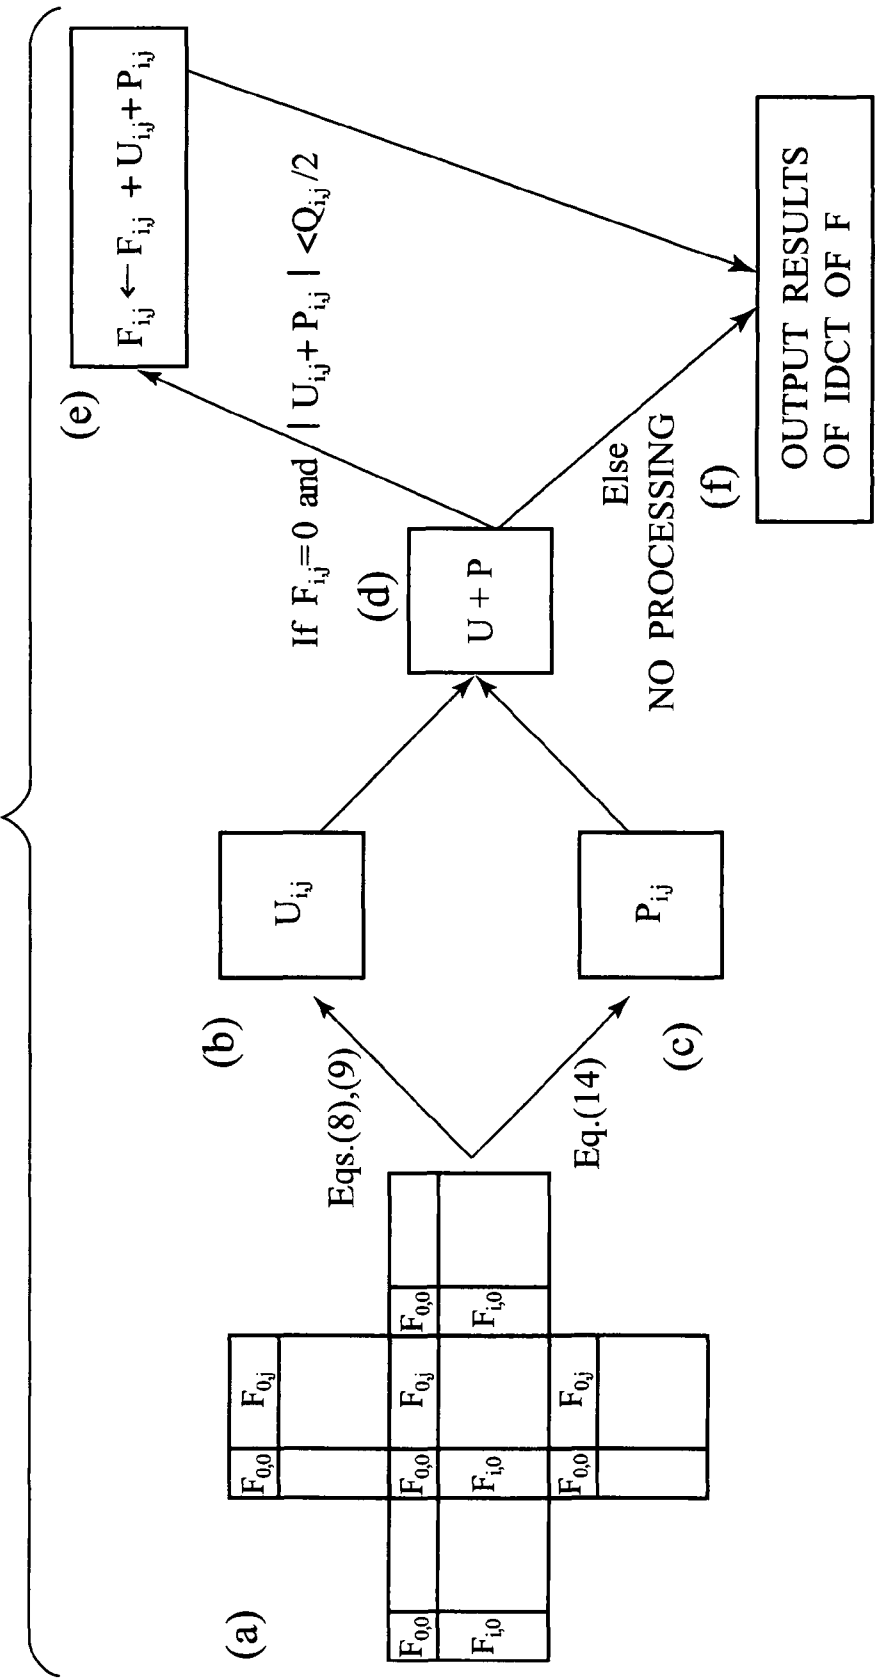 (a)
F0,0
F0,j
F0,0
F0,0
F0,j
F0,0
Fi,0
Fi,0
Fi,0
F0,0
F0,j
Eqs.(8),(9)
Eq.(14)
(b)
Ui,j
(c)
Pi,j
(d)
U + P
If Fi,j=0 and | Ui,j+ Pi,j | <Qi,j/2
Else
NO PROCESSING
(e)
Fi,j ← Fi,j + Ui,j+ Pi,j
(f)
OUTPUT RESULTS
OF IDCT OF F